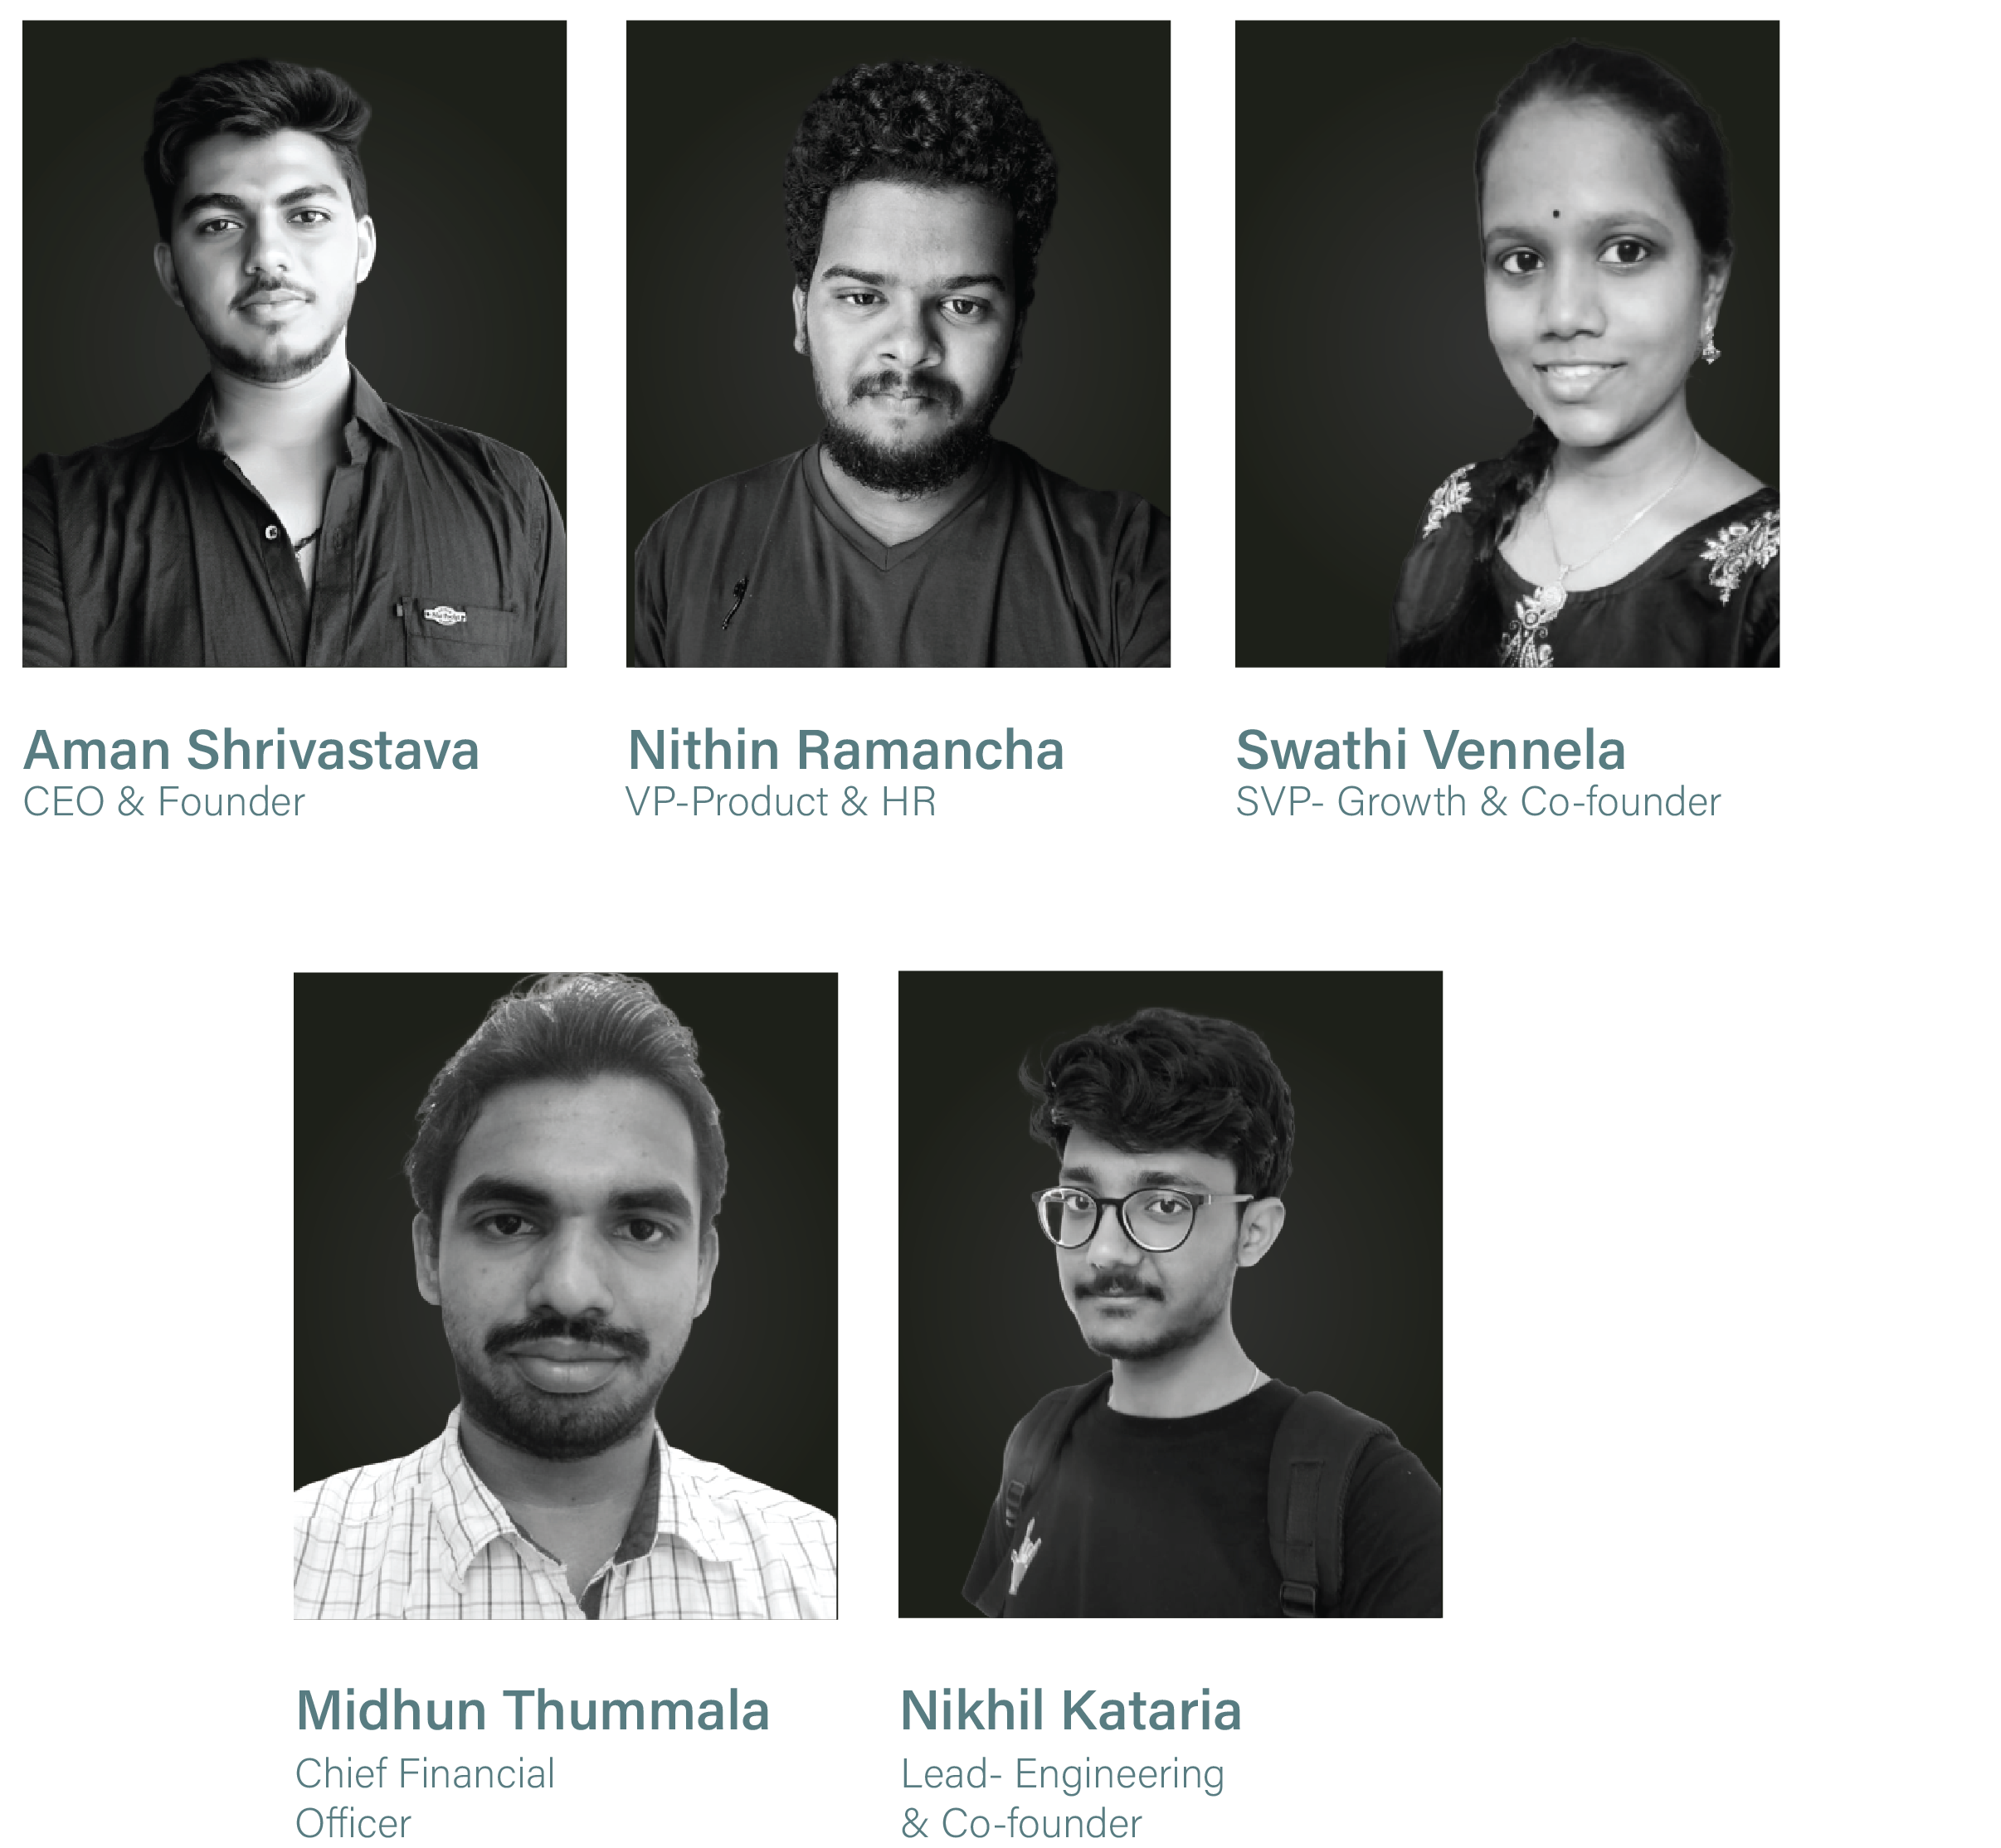 Aman Shrivastava
CEO & Founder
Nithin Ramancha
VP-Product & HR
Swathi Vennela
SVP- Growth & Co-founder
Midhun Thummala
Chief Financial
Officer
Nikhil Kataria
Lead- Engineering
& Co-founder